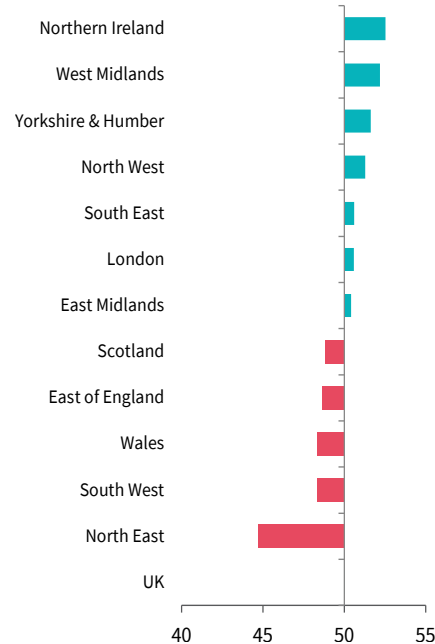 Northern Ireland
West Midlands
Yorkshire & Humber
North West
South East
London
East Midlands
Scotland
East of England
Wales
South West
North East
UK
40 45 50 55